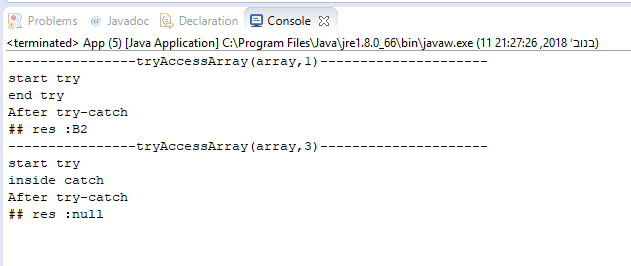 Problems @ Javadoc Declaration Console
<terminated> App (5) [Java Application] C:\Program Files\Java\jre1.8.0_66\bin\javaw.exe (11 בנוב׳ 2018, 21:27:26)
----------------tryAccessArray(array,1)---------------------
start try
end try
After try-catch
## res :B2
----------------tryAccessArray(array,3)---------------------
start try
inside catch
After try-catch
## res :null